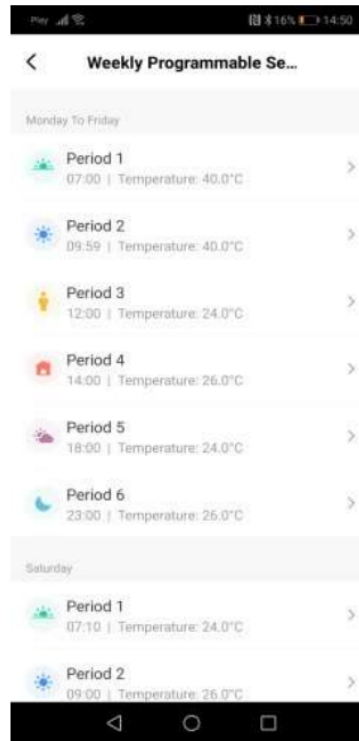 Play 16% 14:50
Weekly Programmable Se...
Monday To Friday
Period 1
07:00 | Temperature: 40.0°C
Period 2
09:59 | Temperature: 40.0°C
Period 3
12:00 | Temperature: 24.0°C
Period 4
14:00 | Temperature: 26.0°C
Period 5
18:00 | Temperature: 24.0°C
Period 6
23:00 | Temperature: 26.0°C
Saturday
Period 1
07:10 | Temperature: 24.0°C
Period 2
09:00 | Temperature: 26.0°C